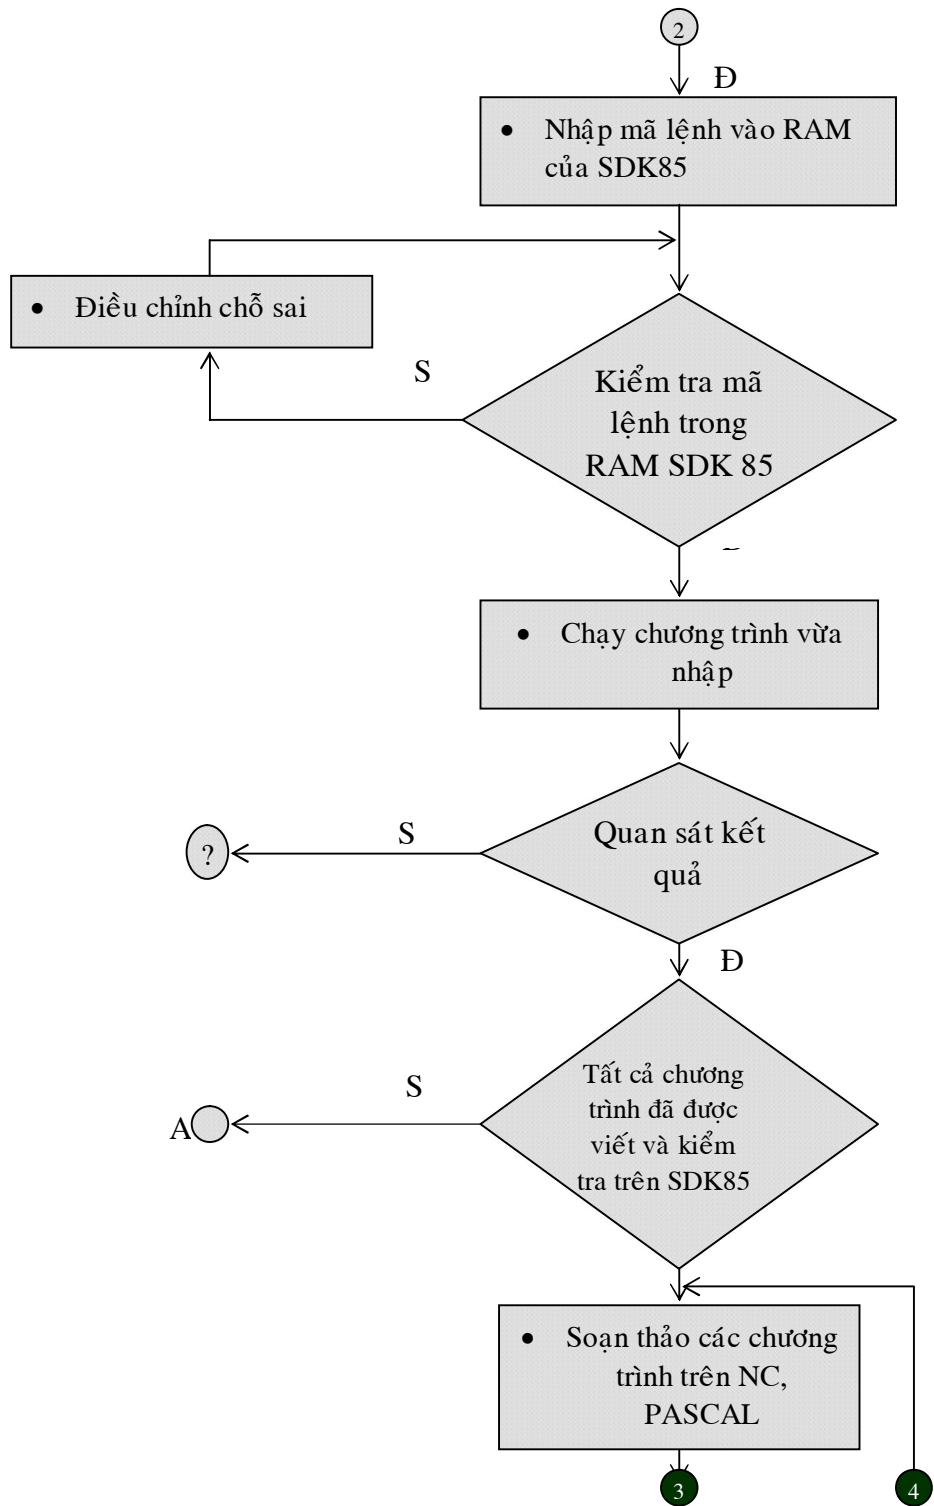 2
Đ
• Nhập mã lệnh vào RAM
của SDK85
• Điều chỉnh chỗ sai
S
Kiểm tra mã
lệnh trong
RAM SDK 85
• Chạy chương trình vừa
nhập
S
?
Quan sát kết
quả
Đ
S
A
Tất cả chương
trình đã được
viết và kiểm
tra trên SDK85
• Soạn thảo các chương
trình trên NC,
PASCAL
3
4